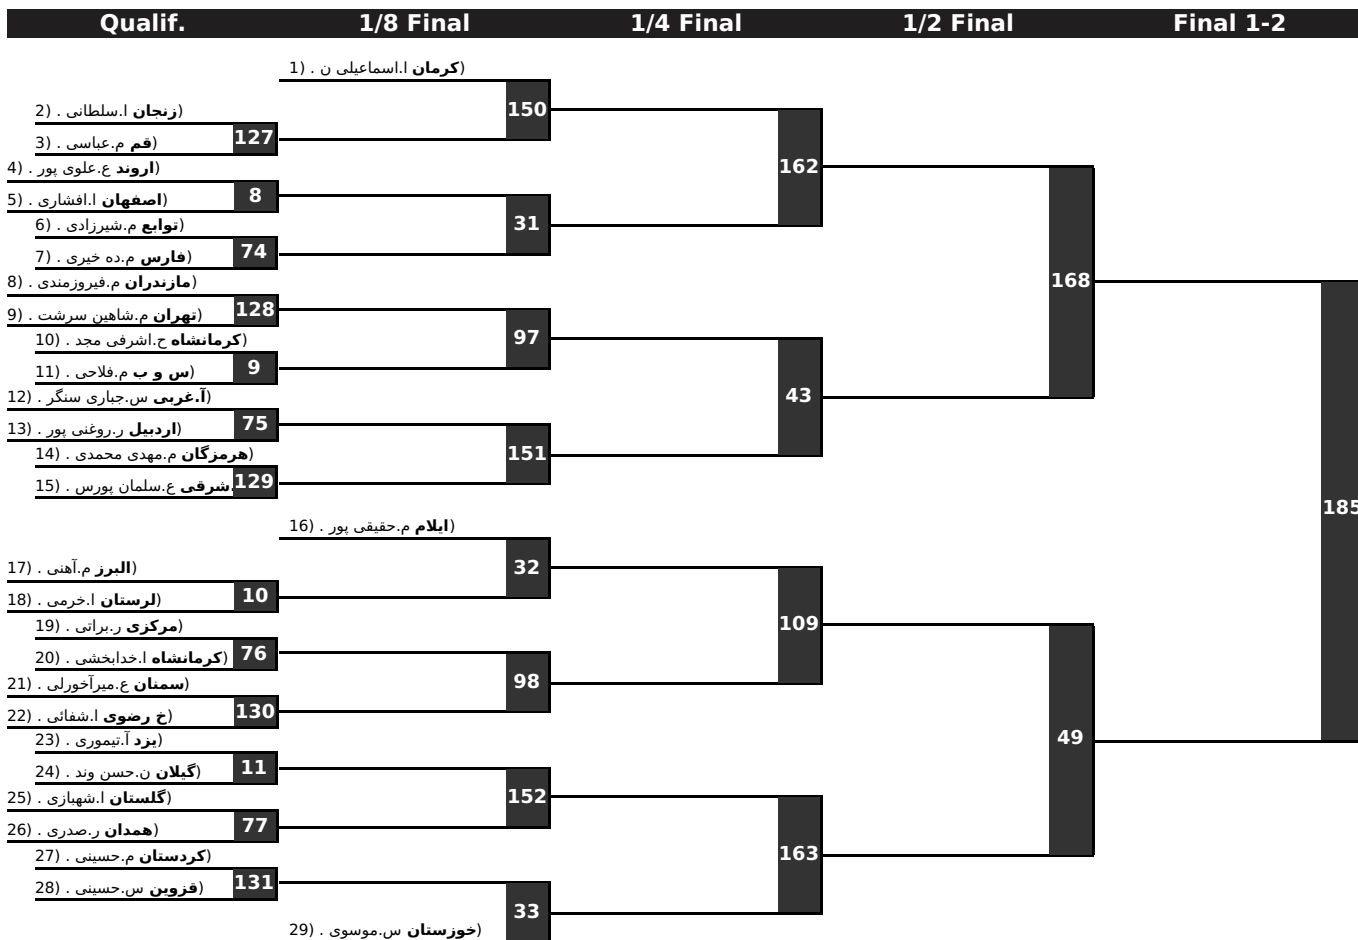 Qualif. 1/8 Final 1/4 Final 1/2 Final Final 1-2
1) . ا.اسماعیلی ن کرمان)
150
2) . ا.سلطانی زنجان)
127
3) . م.عباسی قم)
162
4) . ع.علوی پور اروند)
8
5) . ا.افشاری اصفهان)
31
6) . م.شیرزادی توابع)
74
7) . م.ده خیری فارس)
168
8) . م.فیروزمندی مازندران)
128
9) . م.شاهین سرشت تهران)
97
10) . ح.اشرفی مجد کرمانشاه)
9
11) . م.فلاحی س و ب)
43
12) . س.جباری سنگر آ.غربی)
75
13) . ر.روغنی پور اردبیل)
151
14) . م.مهدی محمدی هرمزگان)
129
15) . ع.سلمان پورس شرقی.
185
16) . م.حقیقی پور ایلام)
32
17) . م.آهنی البرز)
10
18) . ا.خرمی لرستان)
109
19) . ر.براتی مرکزی)
76
20) . ا.خدابخشی کرمانشاه)
98
21) . ع.میرآخورلی سمنان)
130
22) . ا.شفائی خ رضوی)
49
23) . آ.تیموری یزد)
11
24) . ن.حسن وند گیلان)
152
25) . ا.شهبازی گلستان)
77
26) . ر.صدری همدان)
163
27) . م.حسینی کردستان)
131
28) . س.حسینی قزوین)
33
29) . س.موسوی خوزستان)